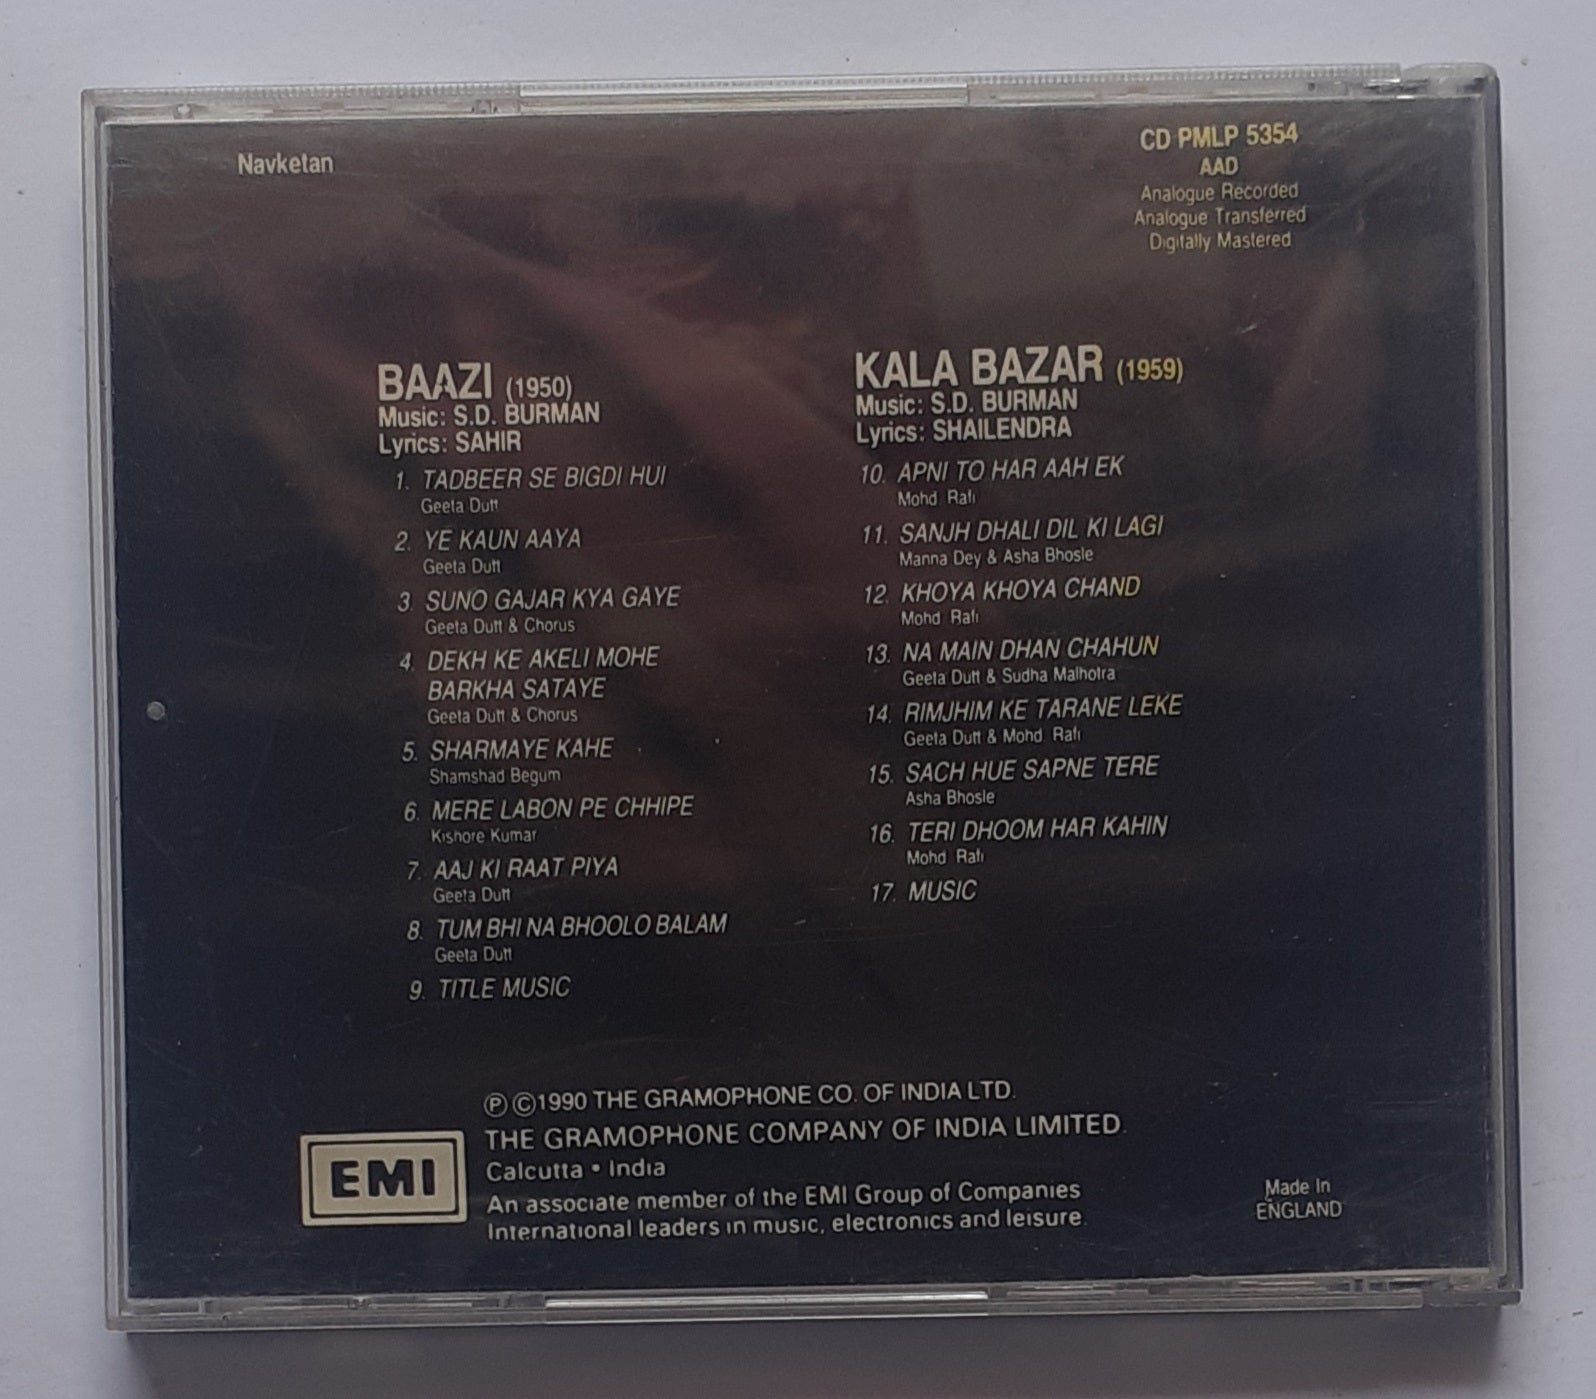 Navketan
CD PMLP 5354
AAD
Analogue Recorded
Analogue Transferred
Digitally Mastered
BAAZI (1950)
Music: S.D. BURMAN
Lyrics: SAHIR
1. TADBEER SE BIGDI HUI
Geeta Dutt
2. YE KAUN AAYA
Geeta Dutt
3. SUNO GAJAR KYA GAYE
Geeta Dutt & Chorus
4. DEKH KE AKELI MOHE
BARKHA SATAYE
Geeta Dutt & Chorus
5. SHARMAYE KAHE
Shamshad Begum
6. MERE LABON PE CHHIPE
Kishore Kumar
7. AAJ KI RAAT PIYA
Geeta Dutt
8. TUM BHI NA BHOOLO BALAM
Geeta Dutt
9. TITLE MUSIC
KALA BAZAR (1959)
Music: S.D. BURMAN
Lyrics: SHAILENDRA
10. APNI TO HAR AAH EK
Mohd Rafi
11. SANJH DHALI DIL KI LAGI
Manna Dey & Asha Bhosle
12. KHOYA KHOYA CHAND
Mohd Rafi
13. NA MAIN DHAN CHAHUN
Geeta Dutt & Sudha Malhotra
14. RIMJHIM KE TARANE LEKE
Geeta Dutt & Mohd. Rafi
15. SACH HUE SAPNE TERE
Asha Bhosle
16. TERI DHOOM HAR KAHIN
Mohd Rafi
17. MUSIC
℗ ©1990 THE GRAMOPHONE CO. OF INDIA LTD.
THE GRAMOPHONE COMPANY OF INDIA LIMITED.
Calcutta • India
An associate member of the EMI Group of Companies
International leaders in music, electronics and leisure.
EMI
Made In
ENGLAND